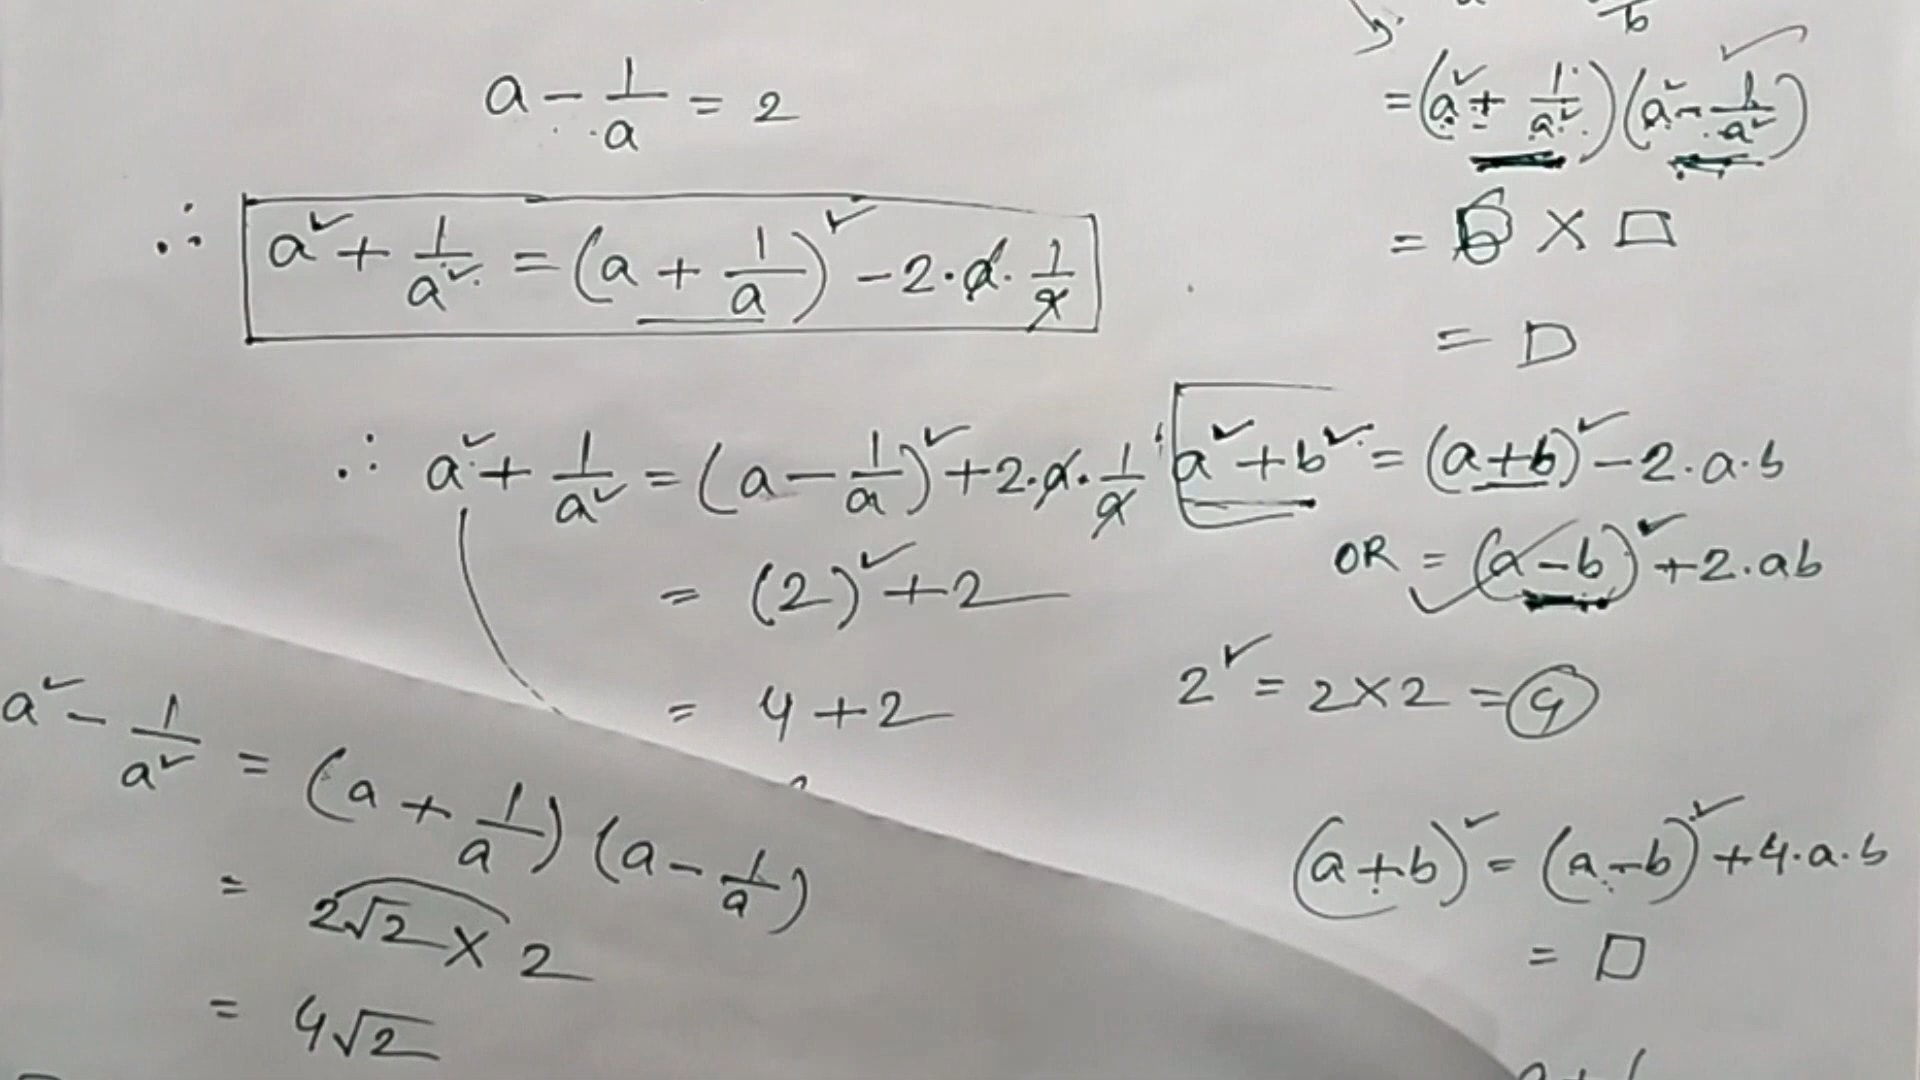 a - 1/a = 2
∴ a² + 1/a² = (a + 1/a)² - 2·a·1/a
∴ a² + 1/a² = (a - 1/a)² + 2·a·1/a
= (2)² + 2
= 4 + 2
a² - 1/a² = (a + 1/a)(a - 1/a)
= 2√2 × 2
= 4√2
= (a² + 1/a²)(a² - 1/a²)
= 6 × □
= □
a² + b² = (a+b)² - 2·a·b
OR = (a-b)² + 2·ab
2² = 2×2 = 4
(a+b)² = (a-b)² + 4·a·b
= □